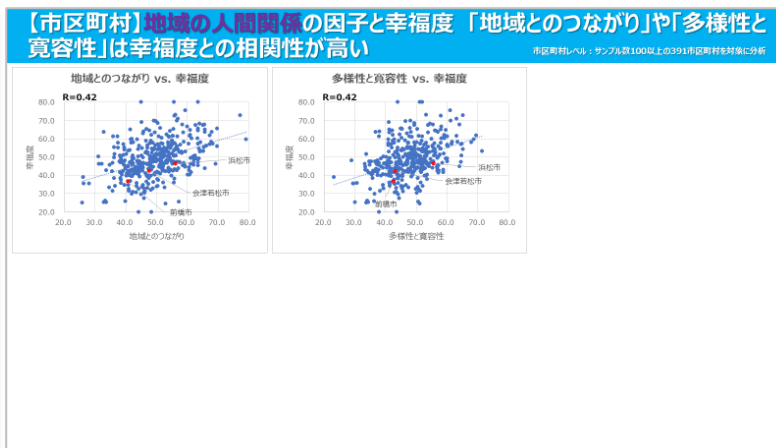 【市区町村】地域の人間関係の因子と幸福度 「地域とのつながり」や「多様性と
寛容性」は幸福度との相関性が高い
市区町村レベル：サンプル数100以上の391市区町村を対象に分析
地域とのつながり vs. 幸福度
R=0.42
幸福度
80.0
70.0
60.0
50.0
40.0
30.0
20.0
浜松市
会津若松市
前橋市
20.0 30.0 40.0 50.0 60.0 70.0 80.0
地域とのつながり
多様性と寛容性 vs. 幸福度
R=0.42
幸福度
80.0
70.0
60.0
50.0
40.0
30.0
20.0
浜松市
会津若松市
前橋市
20.0 30.0 40.0 50.0 60.0 70.0 80.0
多様性と寛容性